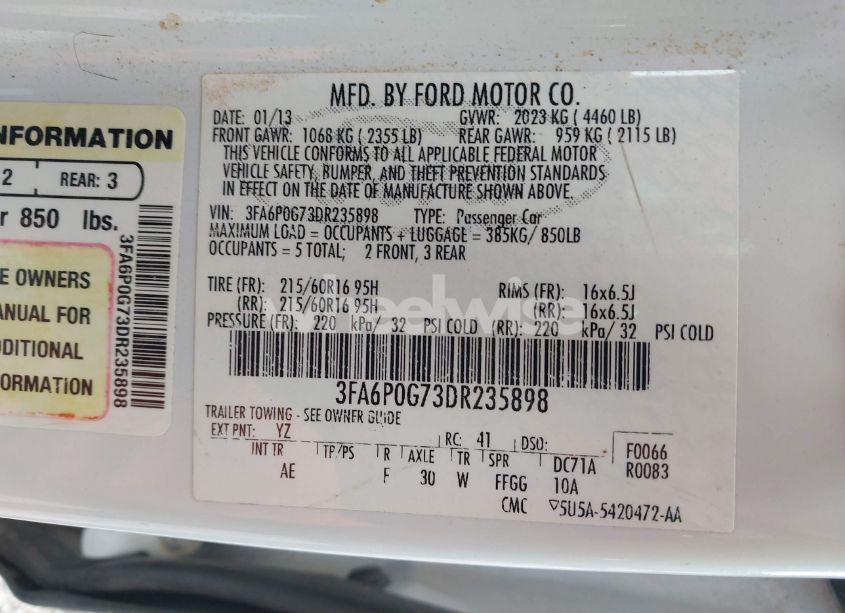 NFORMATION
2 REAR: 3
r 850 lbs.
E OWNERS
ANUAL FOR
DDITIONAL
FORMATION
3FA6P0G73DR235898
MFD. BY FORD MOTOR CO.
DATE: 01/13 GVWR: 2023 KG ( 4460 LB)
FRONT GAWR: 1068 KG ( 2355 LB) REAR GAWR: 959 KG ( 2115 LB)
THIS VEHICLE CONFORMS TO ALL APPLICABLE FEDERAL MOTOR
VEHICLE SAFETY, BUMPER, AND THEFT PREVENTION STANDARDS
IN EFFECT ON THE DATE OF MANUFACTURE SHOWN ABOVE.
VIN: 3FA6P0G73DR235898 TYPE: Passenger Car
MAXIMUM LOAD = OCCUPANTS + LUGGAGE = 385KG/ 850LB
OCCUPANTS = 5 TOTAL; 2 FRONT, 3 REAR
TIRE (FR): 215/60R16 95H RIMS (FR): 16x6.5J
(RR): 215/60R16 95H (RR): 16x6.5J
PRESSURE (FR): 220 kPa/ 32 PSI COLD (RR): 220 kPa/ 32 PSI COLD
wheelwise
3FA6P0G73DR235898
TRAILER TOWING - SEE OWNER GUIDE
EXT PNT: YZ RC: 41 DSO: F0066
INT TR TP/PS R AXLE TR SPR DC71A R0083
AE F 30 W FFGG 10A
CMC ▽5U5A-5420472-AA